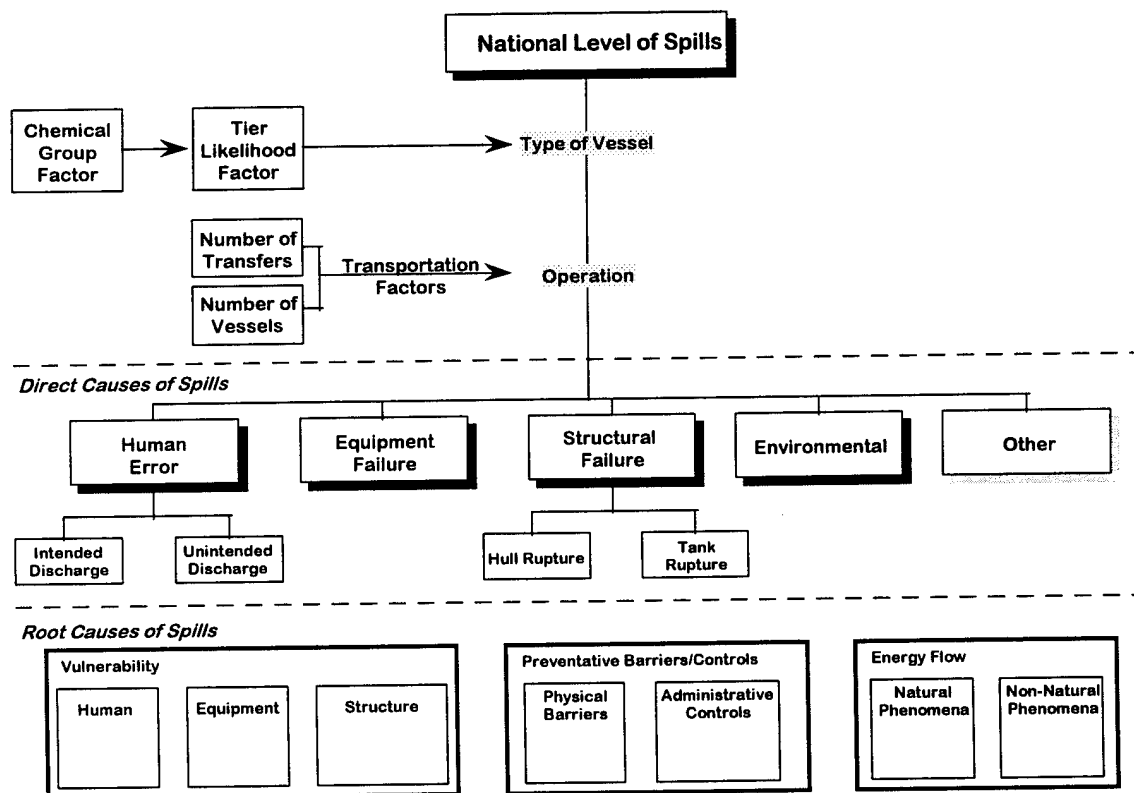 National Level of Spills
Chemical
Group
Factor
Tier
Likelihood
Factor
Type of Vessel
Number of
Transfers
Number of
Vessels
Transportation
Factors
Operation
Direct Causes of Spills
Human
Error
Equipment
Failure
Structural
Failure
Environmental
Other
Intended
Discharge
Unintended
Discharge
Hull Rupture
Tank
Rupture
Root Causes of Spills
Vulnerability
Human
Equipment
Structure
Preventative Barriers/Controls
Physical
Barriers
Administrative
Controls
Energy Flow
Natural
Phenomena
Non-Natural
Phenomena